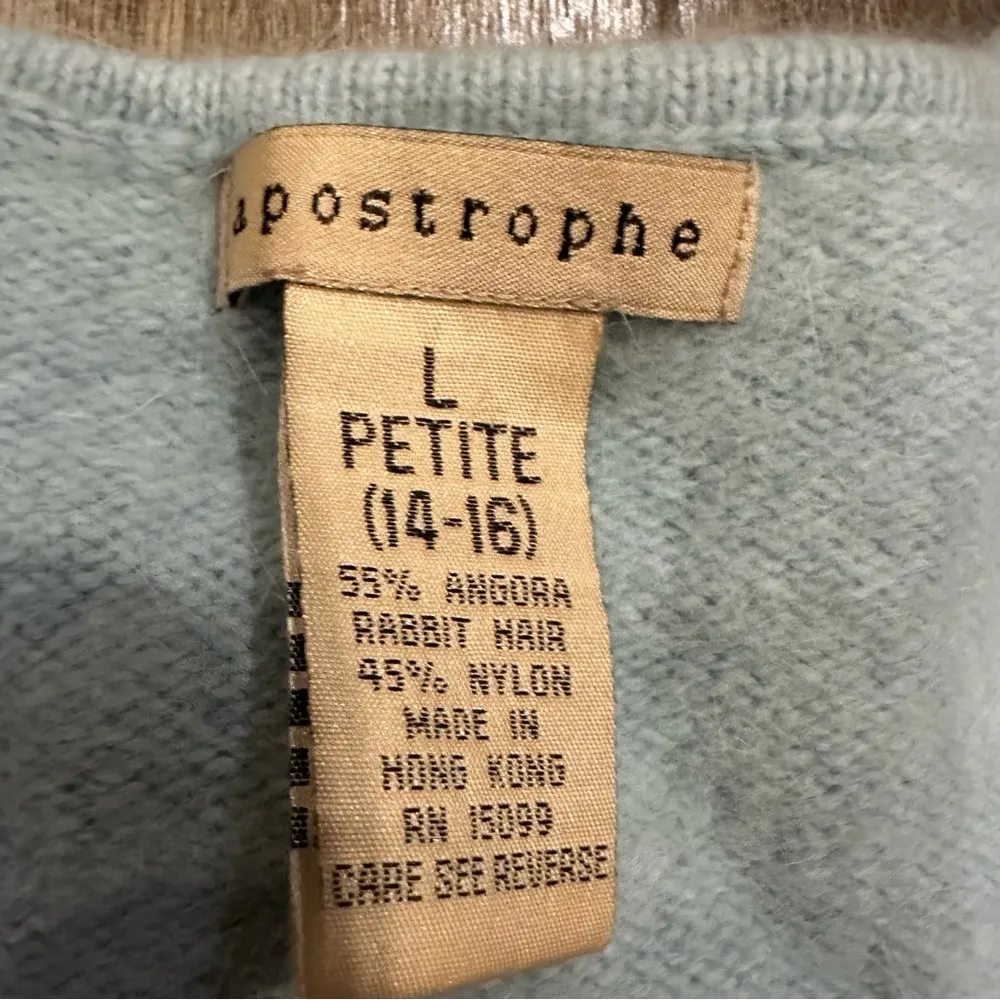 apostrophe
L
PETITE
(14-16)
55% ANGORA
RABBIT HAIR
45% NYLON
MADE IN
HONG KONG
RN 15099
CARE SEE REVERSE